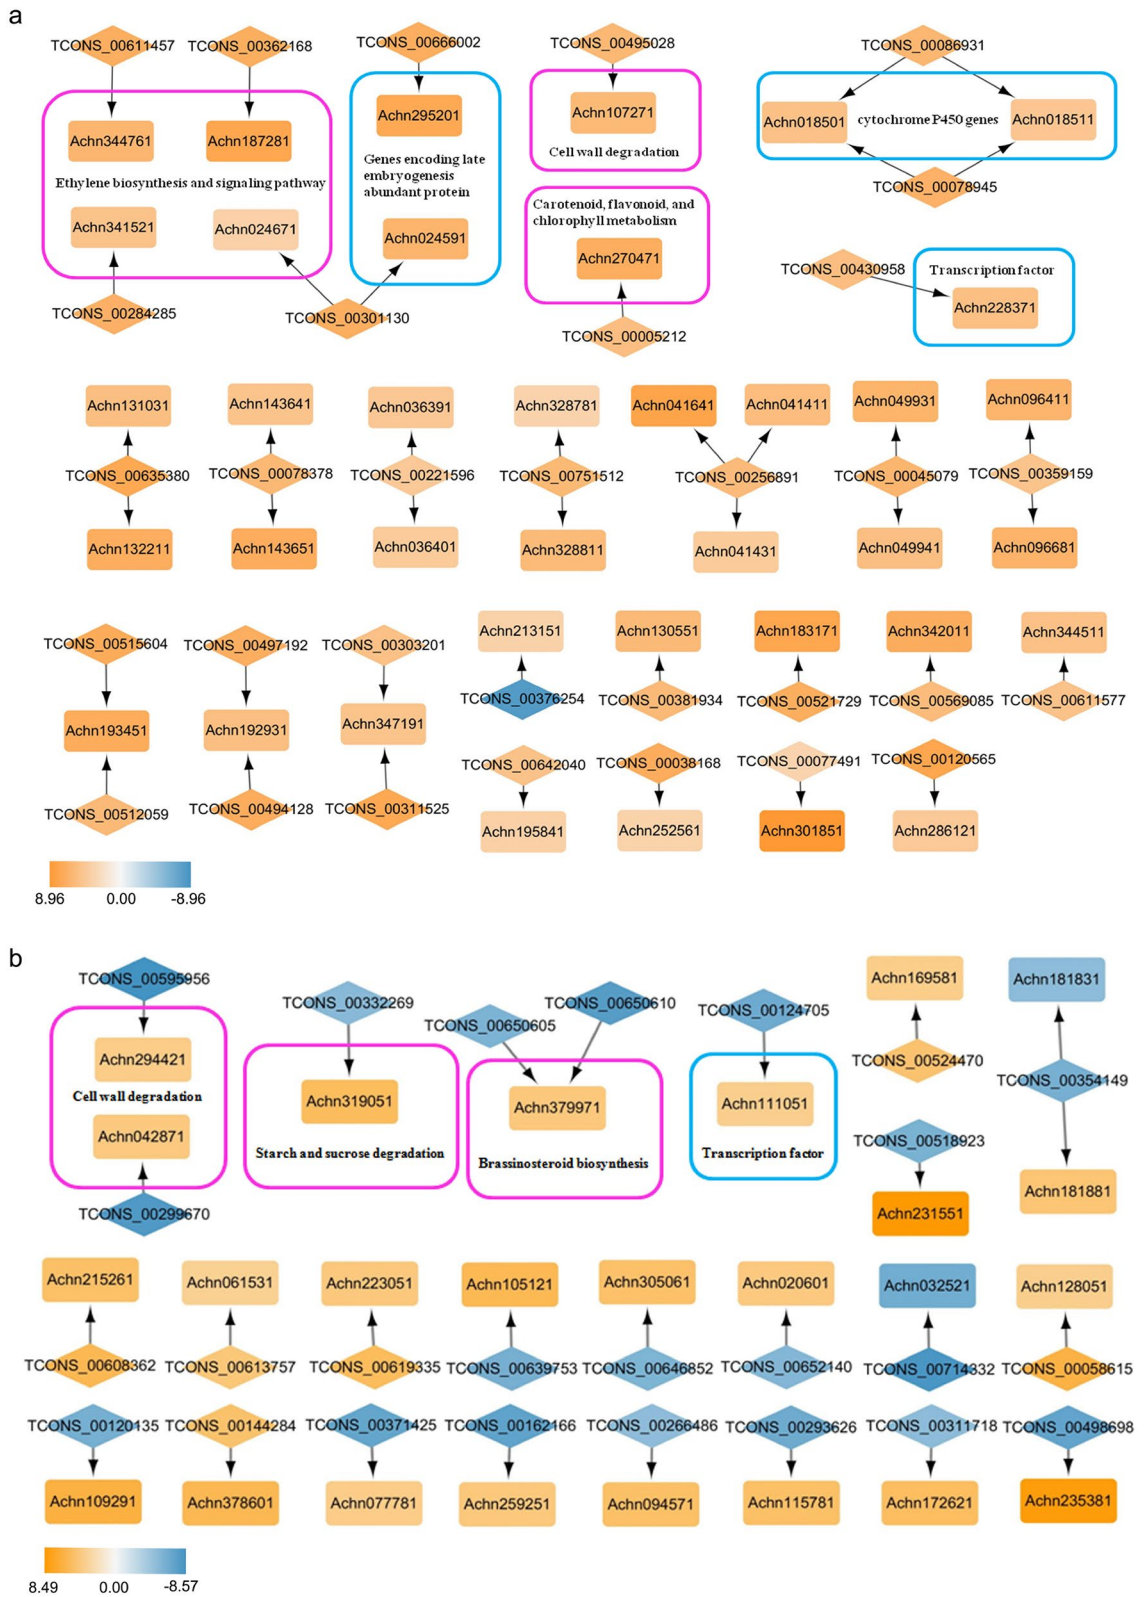 a
TCONS_00611457
TCONS_00362168
TCONS_00666002
TCONS_00495028
TCONS_00086931
Achn344761
Achn187281
Achn295201
Achn107271
Achn018501
cytochrome P450 genes
Achn018511
Ethylene biosynthesis and signaling pathway
Genes encoding late
embryogenesis
abundant protein
Cell wall degradation
TCONS_00078945
Achn341521
Achn024671
Achn024591
Carotenoid, flavonoid, and
chlorophyll metabolism
Achn270471
TCONS_00430958
Transcription factor
Achn228371
TCONS_00284285
TCONS_00301130
TCONS_00005212
Achn131031
Achn143641
Achn036391
Achn328781
Achn041641
Achn041411
Achn049931
Achn096411
TCONS_00635380
TCONS_00078378
TCONS_00221596
TCONS_00751512
TCONS_00256891
TCONS_00045079
TCONS_00359159
Achn132211
Achn143651
Achn036401
Achn328811
Achn041431
Achn049941
Achn096681
TCONS_00515604
TCONS_00497192
TCONS_00303201
Achn213151
Achn130551
Achn183171
Achn342011
Achn344511
Achn193451
Achn192931
Achn347191
TCONS_00376254
TCONS_00381934
TCONS_00521729
TCONS_00569085
TCONS_00611577
TCONS_00642040
TCONS_00038168
TCONS_00077491
TCONS_00120565
TCONS_00512059
TCONS_00494128
TCONS_00311525
Achn195841
Achn252561
Achn301851
Achn286121
8.96
0.00
-8.96
b
TCONS_00595956
TCONS_00332269
TCONS_00650605
TCONS_00650610
TCONS_00124705
Achn169581
Achn181831
Achn294421
Cell wall degradation
Achn042871
Achn319051
Starch and sucrose degradation
Achn379971
Brassinosteroid biosynthesis
Achn111051
Transcription factor
TCONS_00524470
TCONS_00354149
TCONS_00518923
Achn181881
TCONS_00299670
Achn231551
Achn215261
Achn061531
Achn223051
Achn105121
Achn305061
Achn020601
Achn032521
Achn128051
TCONS_00608362
TCONS_00613757
TCONS_00619335
TCONS_00639753
TCONS_00646852
TCONS_00652140
TCONS_00714332
TCONS_00058615
TCONS_00120135
TCONS_00144284
TCONS_00371425
TCONS_00162166
TCONS_00266486
TCONS_00293626
TCONS_00311718
TCONS_00498698
Achn109291
Achn378601
Achn077781
Achn259251
Achn094571
Achn115781
Achn172621
Achn235381
8.49
0.00
-8.57